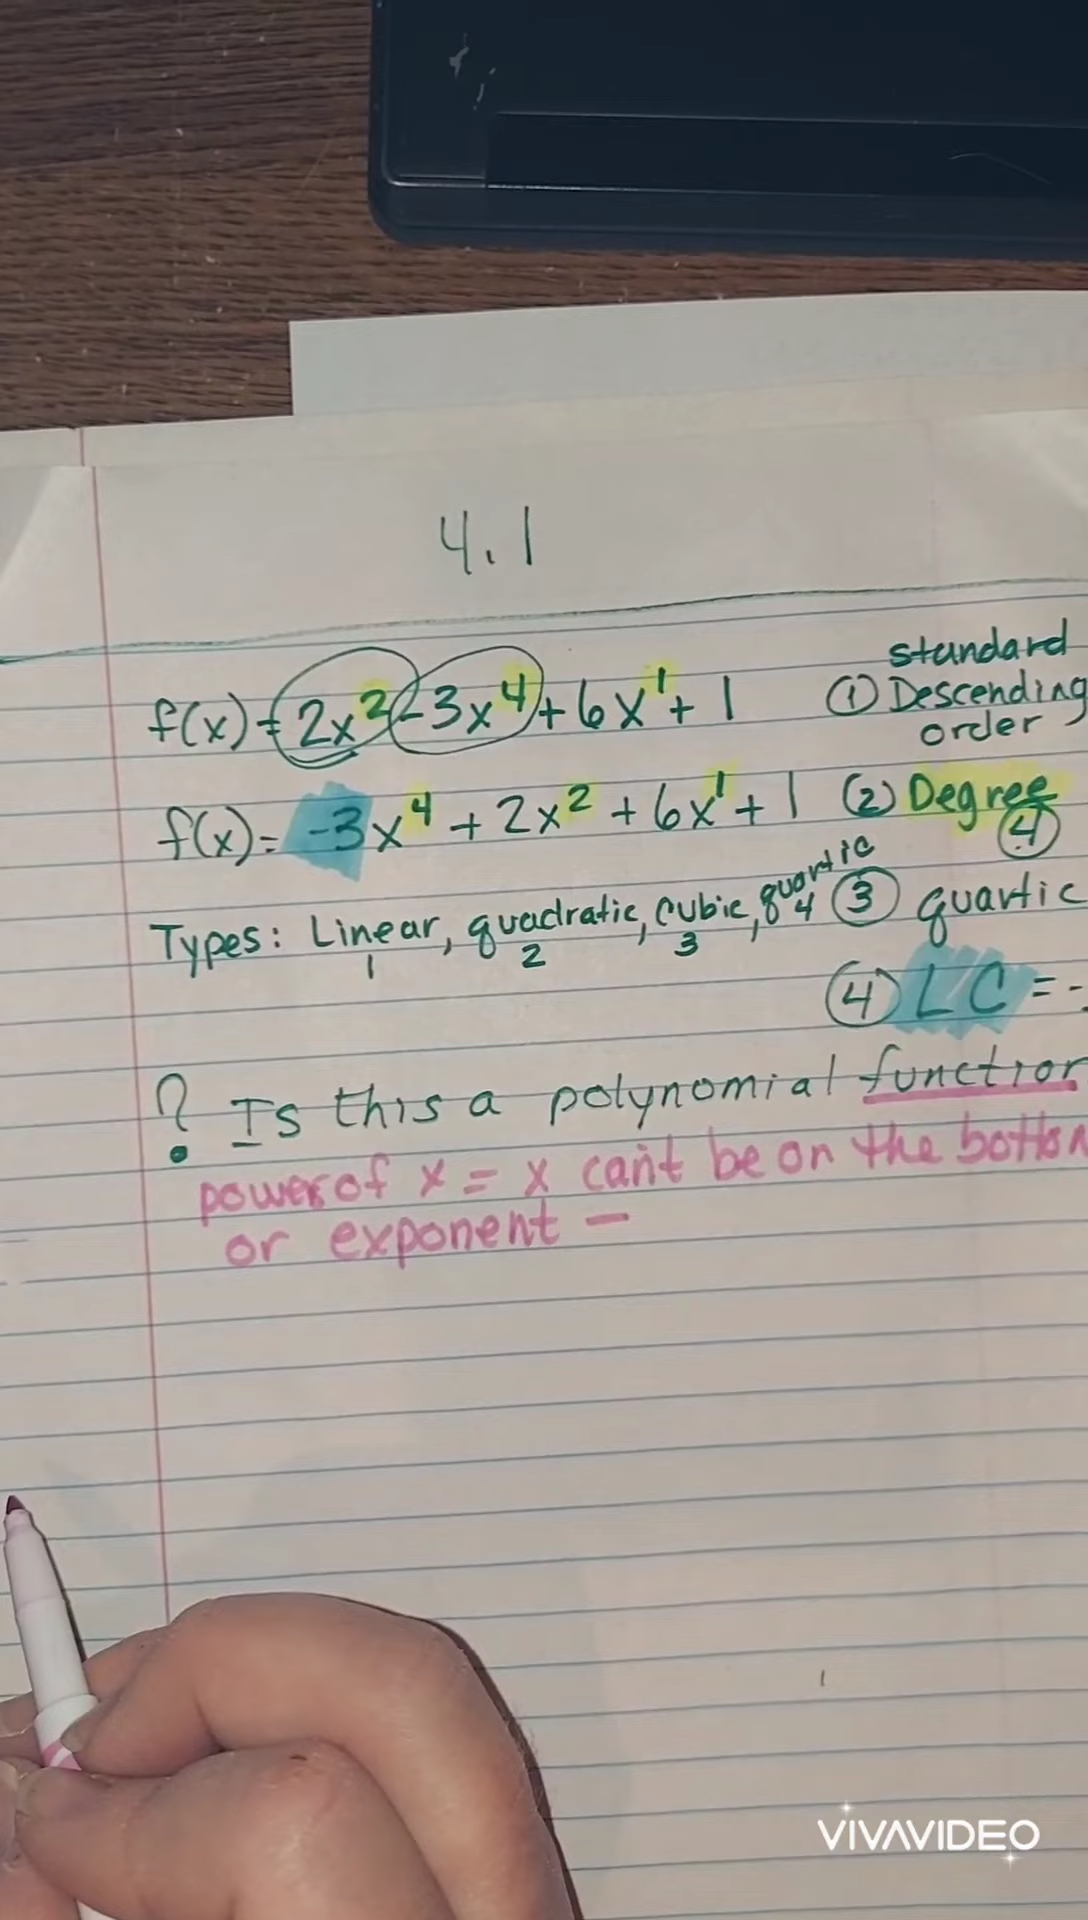 4.1
standard
f(x) = 2x² - 3x⁴ + 6x¹ + 1 ① Descending
order
f(x) = -3x⁴ + 2x² + 6x¹ + 1 (2) Degree
④
Types: Linear, quadratic, cubic, quartic ③ quartic
1 2 3 4
④ LC = -
? Is this a polynomial function
power of x = x can't be on the bottom
or exponent -
VIVAVIDEO